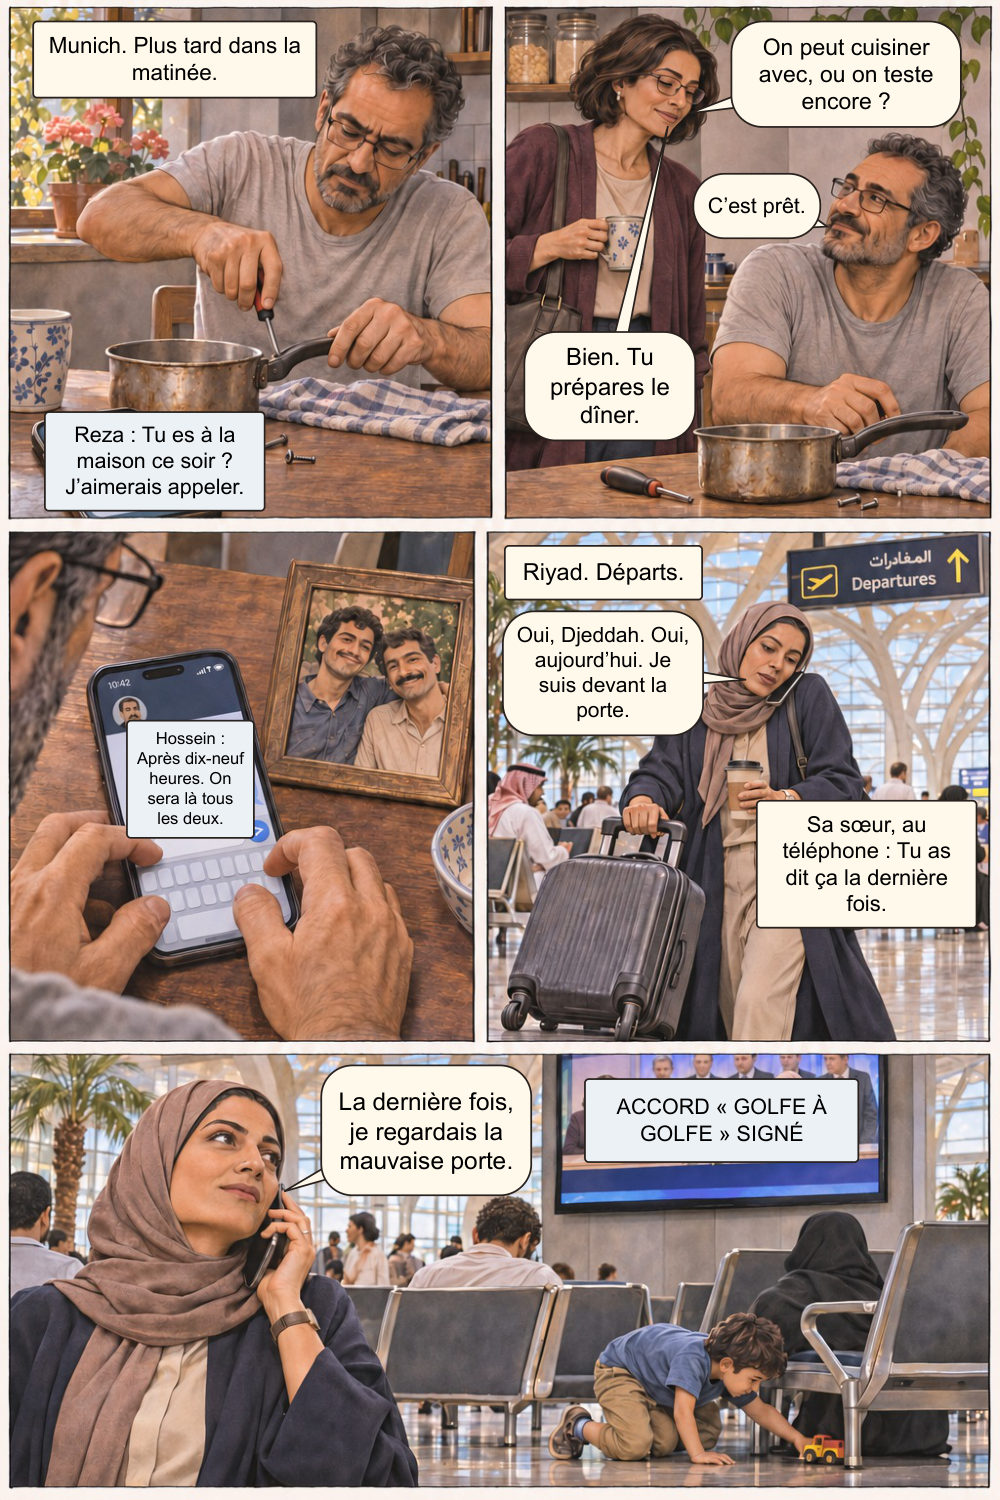 Munich. Plus tard dans la
matinée.
Reza : Tu es à la
maison ce soir ?
J’aimerais appeler.
On peut cuisiner
avec, ou on teste
encore ?
C’est prêt.
Bien. Tu
prépares le
dîner.
10:42
Hossein :
Après dix-neuf
heures. On
sera là tous
les deux.
Riyad. Départs.
المغادرات
Departures
Oui, Djeddah. Oui,
aujourd’hui. Je
suis devant la
porte.
Sa sœur, au
téléphone : Tu as
dit ça la dernière
fois.
La dernière fois,
je regardais la
mauvaise porte.
ACCORD « GOLFE À
GOLFE » SIGNÉ